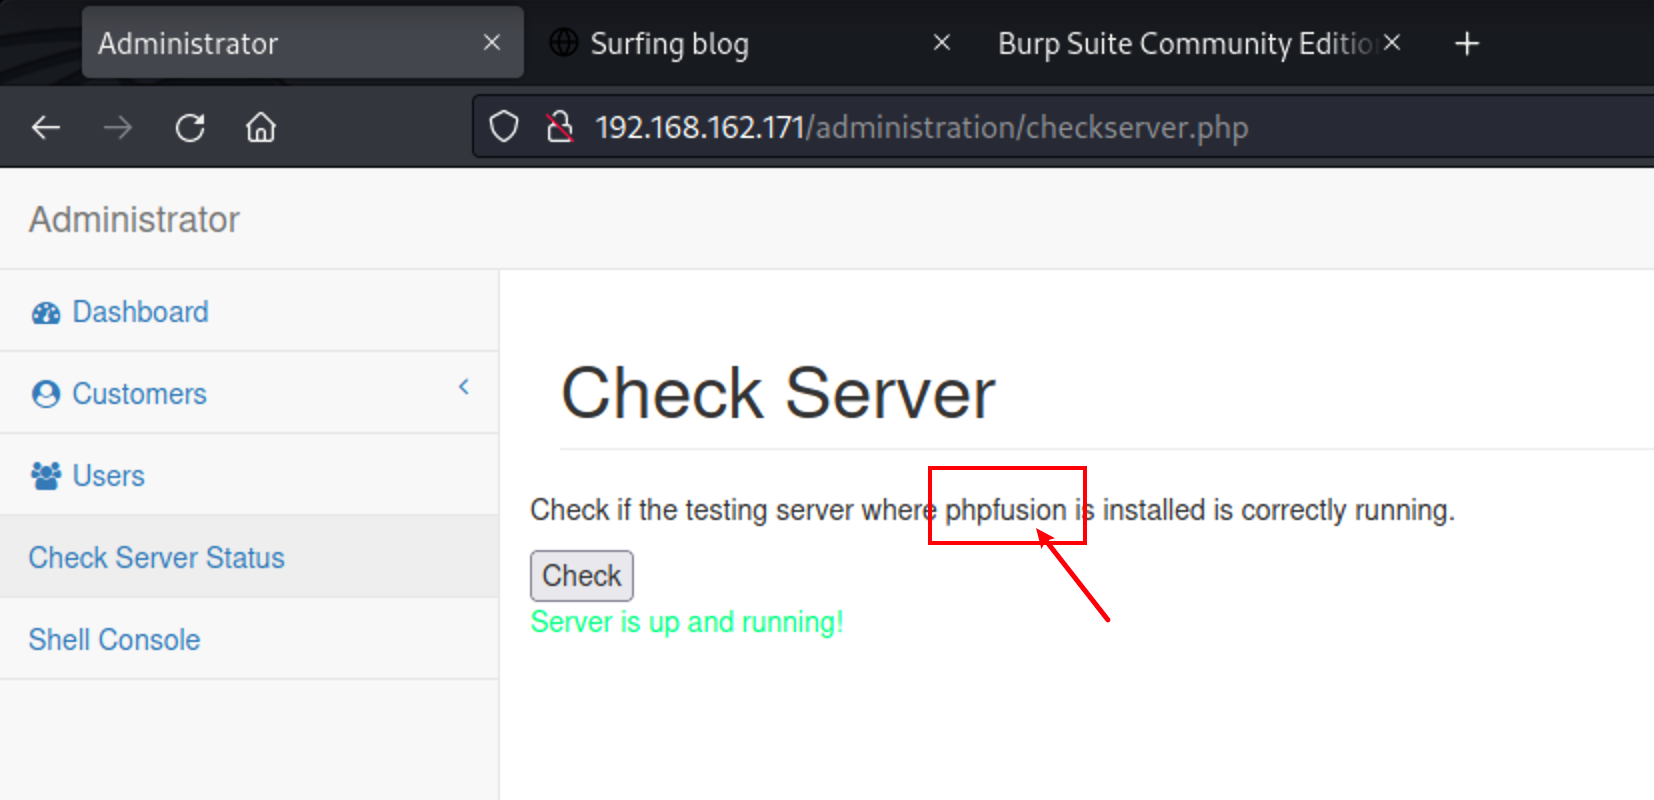 Administrator
Surfing blog
Burp Suite Community Editio
192.168.162.171/administration/checkserver.php
Administrator
Dashboard
Customers
Users
Check Server Status
Shell Console
Check Server
Check if the testing server where phpfusion is installed is correctly running.
Check
Server is up and running!